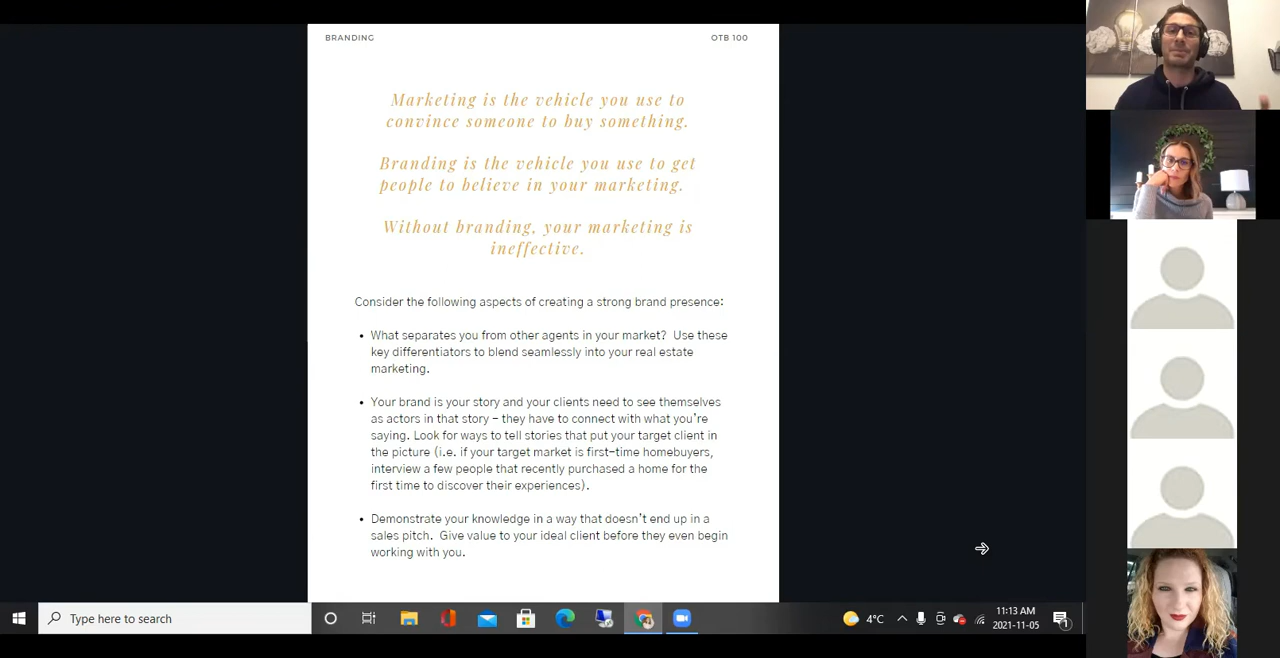 BRANDING
OTB 100
Marketing is the vehicle you use to
convince someone to buy something.
Branding is the vehicle you use to get
people to believe in your marketing.
Without branding, your marketing is
ineffective.
Consider the following aspects of creating a strong brand presence:
• What separates you from other agents in your market? Use these
key differentiators to blend seamlessly into your real estate
marketing.
• Your brand is your story and your clients need to see themselves
as actors in that story – they have to connect with what you're
saying. Look for ways to tell stories that put your target client in
the picture (i.e. if your target market is first-time homebuyers,
interview a few people that recently purchased a home for the
first time to discover their experiences).
• Demonstrate your knowledge in a way that doesn't end up in a
sales pitch. Give value to your ideal client before they even begin
working with you.
Type here to search
4°C
11:13 AM
2021-11-05
1